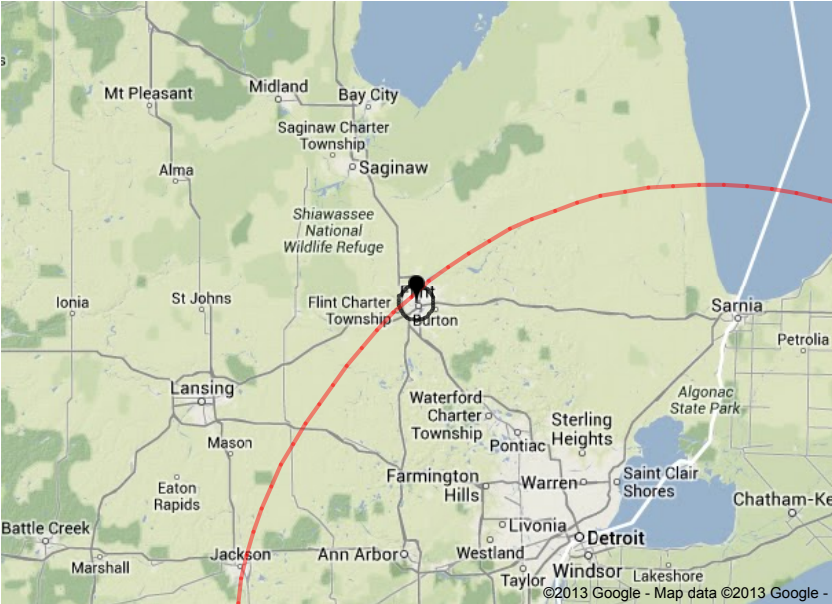 s
Mt Pleasant
Midland
Bay City
Saginaw Charter
Township
Saginaw
Alma
Shiawassee
National
Wildlife Refuge
Ionia
St Johns
Flint Charter
Township
Burton
Sarnia
Petrolia
Lansing
Waterford
Charter
Township
Algonac
State Park
Sterling
Heights
Pontiac
Mason
Eaton
Rapids
Farmington
Hills
Warren
Saint Clair
Shores
Chatham-Ke
Battle Creek
Livonia
Detroit
Marshall
Jackson
Ann Arbor
Westland
Windsor
Taylor
Lakeshore
©2013 Google - Map data ©2013 Google -